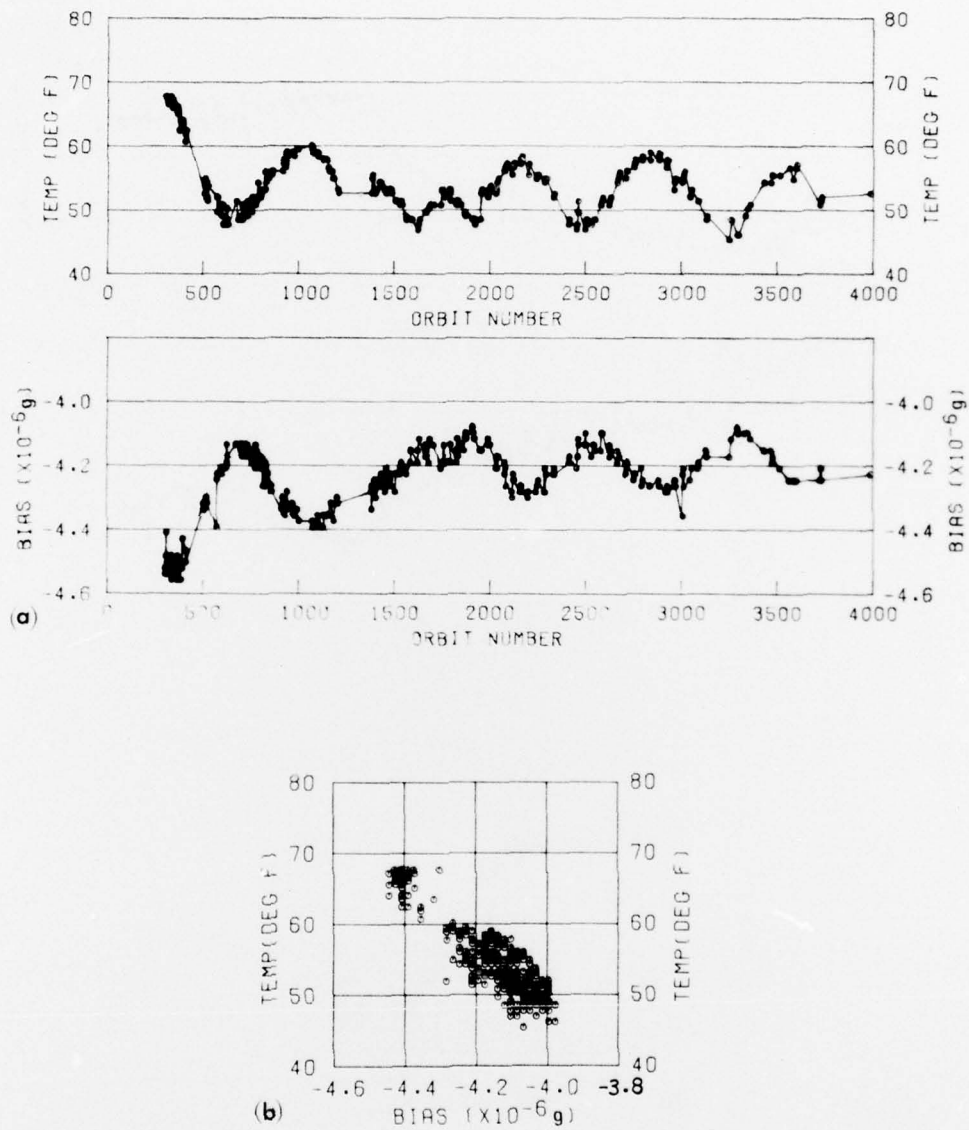 80 80
70 70
60 60
50 50
40 40
TEMP (DEG F) TEMP (DEG F)
0 500 1000 1500 2000 2500 3000 3500 4000
ORBIT NUMBER
-4.0 -4.0
-4.2 -4.2
-4.4 -4.4
-4.6 -4.6
BIAS (X10-6g) BIAS (X10-6g)
0 500 1000 1500 2000 2500 3000 3500 4000
(a)
ORBIT NUMBER
80 80
70 70
60 60
50 50
40 40
TEMP(DEG F) TEMP(DEG F)
-4.6 -4.4 -4.2 -4.0 -3.8
(b) BIAS (X10-6g)